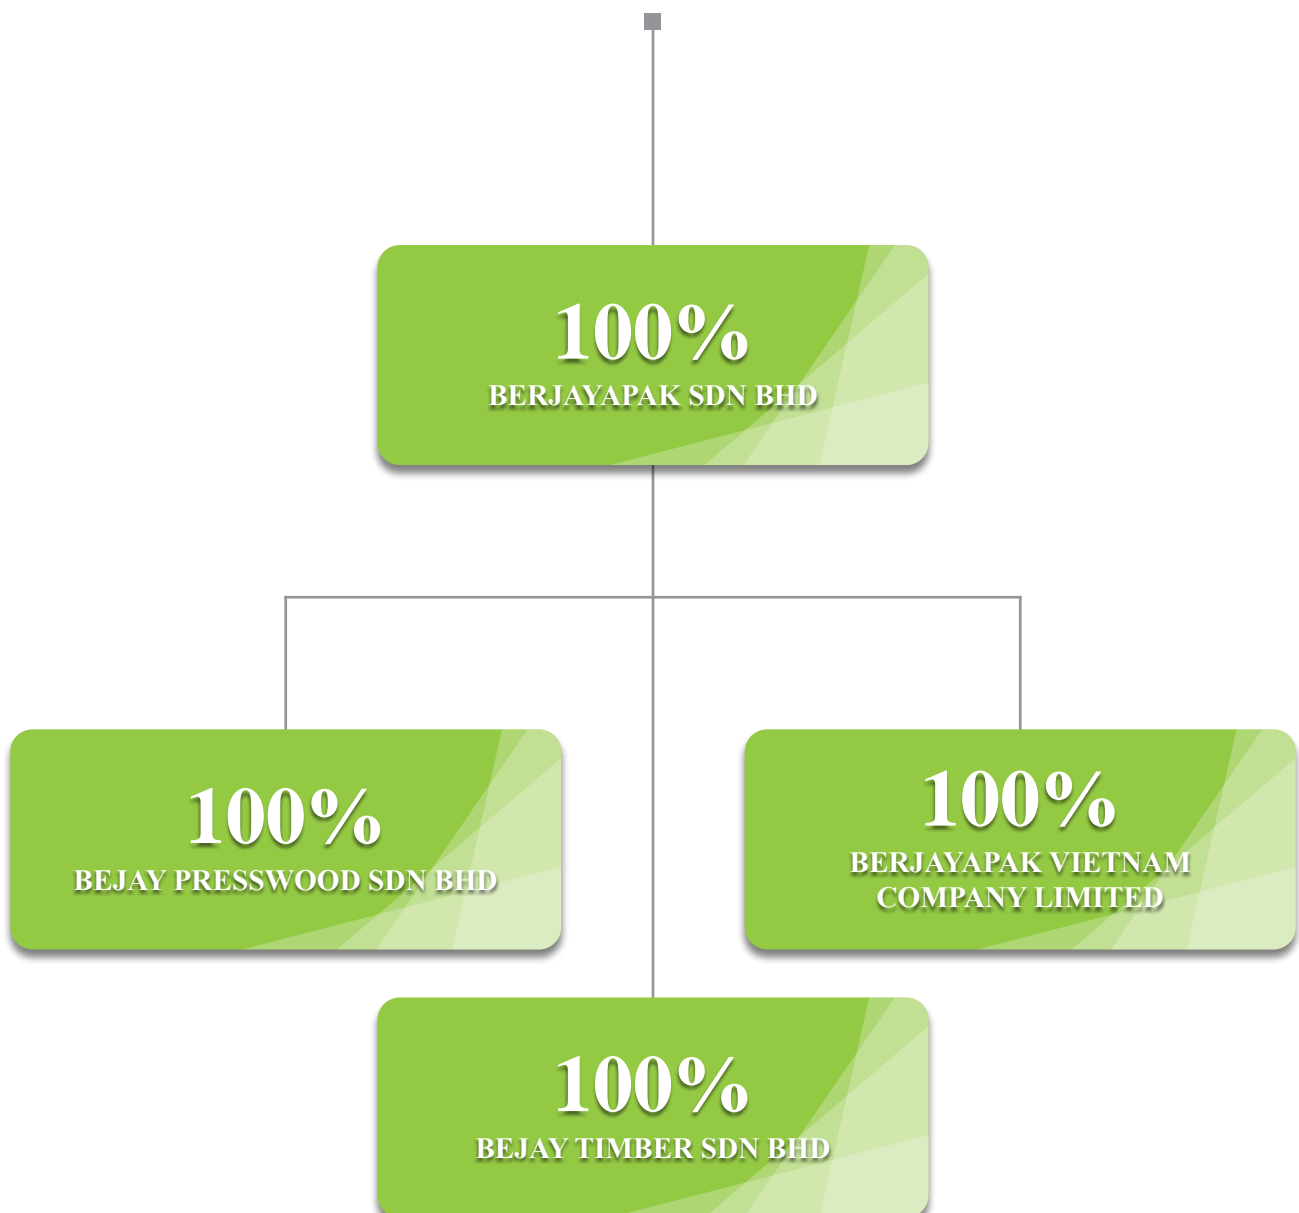 100%
BERJAYAPAK SDN BHD
100%
BEJAY PRESSWOOD SDN BHD
100%
BERJAYAPAK VIETNAM
COMPANY LIMITED
100%
BEJAY TIMBER SDN BHD